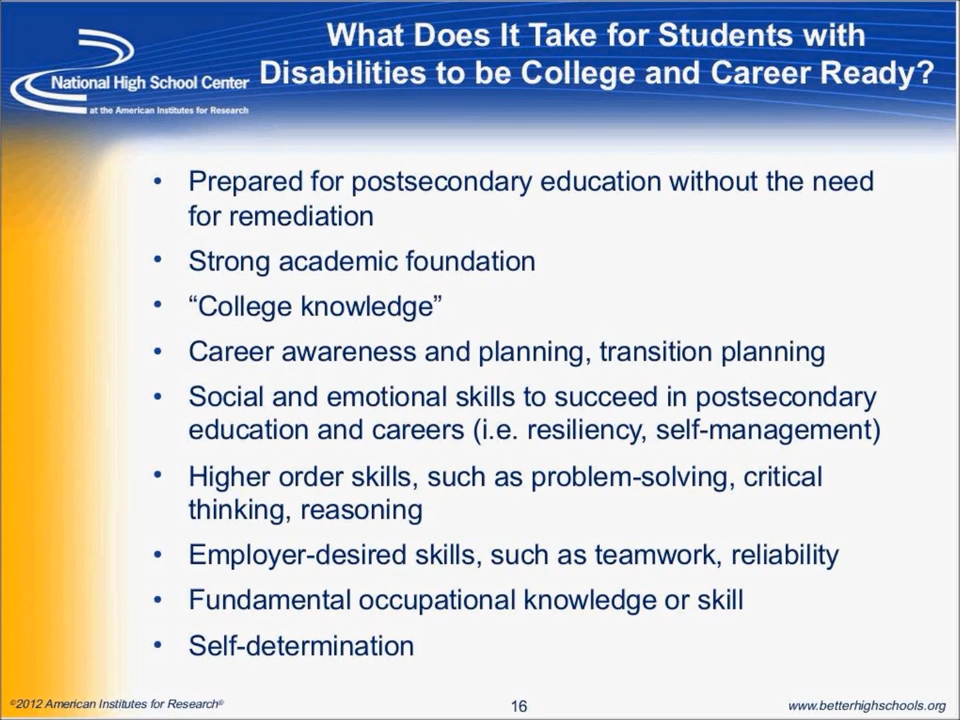 What Does It Take for Students with
Disabilities to be College and Career Ready?
National High School Center
at the American Institutes for Research
• Prepared for postsecondary education without the need
for remediation
• Strong academic foundation
• “College knowledge”
• Career awareness and planning, transition planning
• Social and emotional skills to succeed in postsecondary
education and careers (i.e. resiliency, self-management)
• Higher order skills, such as problem-solving, critical
thinking, reasoning
• Employer-desired skills, such as teamwork, reliability
• Fundamental occupational knowledge or skill
• Self-determination
©2012 American Institutes for Research®
16
www.betterhighschools.org